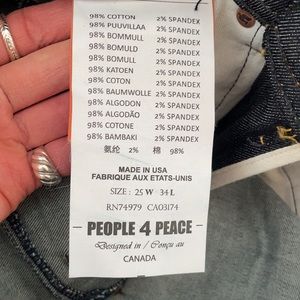 98% COTTON 2% SPANDEX
98% PUUVILLAA 2% SPANDEX
98% BOMMULL 2% SPANDEX
98% BOMULD 2% SPANDEX
98% BOMULL 2% SPANDEX
98% KATOEN 2% SPANDEX
98% COTON 2% SPANDEX
98% BAUMWOLLE 2% SPANDEX
98% ALGODON 2% SPANDEX
98% ALGODÃO 2% SPANDEX
98% COTONE 2% SPANDEX
98% BAMBAKI 2% SPANDEX
氨纶 2% 棉 98%
MADE IN USA
FABRIQUE AUX ETATS-UNIS
SIZE : 25 W 34 L
RN74979 CA03174
PEOPLE 4 PEACE
Designed in / Conçu au
CANADA